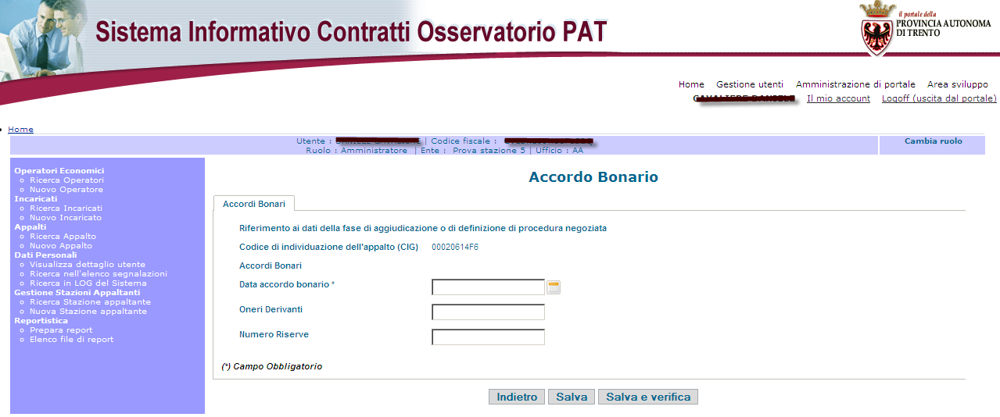 Sistema Informativo Contratti Osservatorio PAT
il portale della
PROVINCIA AUTONOMA
DI TRENTO
Home Gestione utenti Amministrazione di portale Area sviluppo
Il mio account Logoff (uscita dal portale)
Home
Utente : | Codice fiscale :
Ruolo : Amministratore | Ente : Prova stazione 5 | Ufficio : AA
Cambia ruolo
Operatori Economici
Ricerca Operatori
Nuovo Operatore
Incaricati
Ricerca Incaricati
Nuovo Incaricato
Appalti
Ricerca Appalto
Nuovo Appalto
Dati Personali
Visualizza dettaglio utente
Ricerca nell'elenco segnalazioni
Ricerca in LOG del Sistema
Gestione Stazioni Appaltanti
Ricerca Stazione appaltante
Nuova Stazione appaltante
Reportistica
Prepara report
Elenco file di report
Accordo Bonario
Accordi Bonari
Riferimento ai dati della fase di aggiudicazione o di definizione di procedura negoziata
Codice di individuazione dell'appalto (CIG) 00020614F6
Accordi Bonari
Data accordo bonario *
Oneri Derivanti
Numero Riserve
(*) Campo Obbligatorio
Indietro Salva Salva e verifica